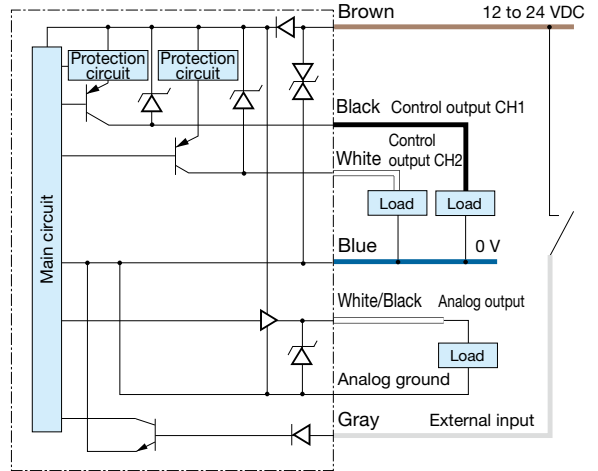 Brown 12 to 24 VDC
Protection circuit
Protection circuit
Black Control output CH1
White Control output CH2
Load
Load
Main circuit
Blue 0 V
White/Black Analog output
Load
Analog ground
Gray External input